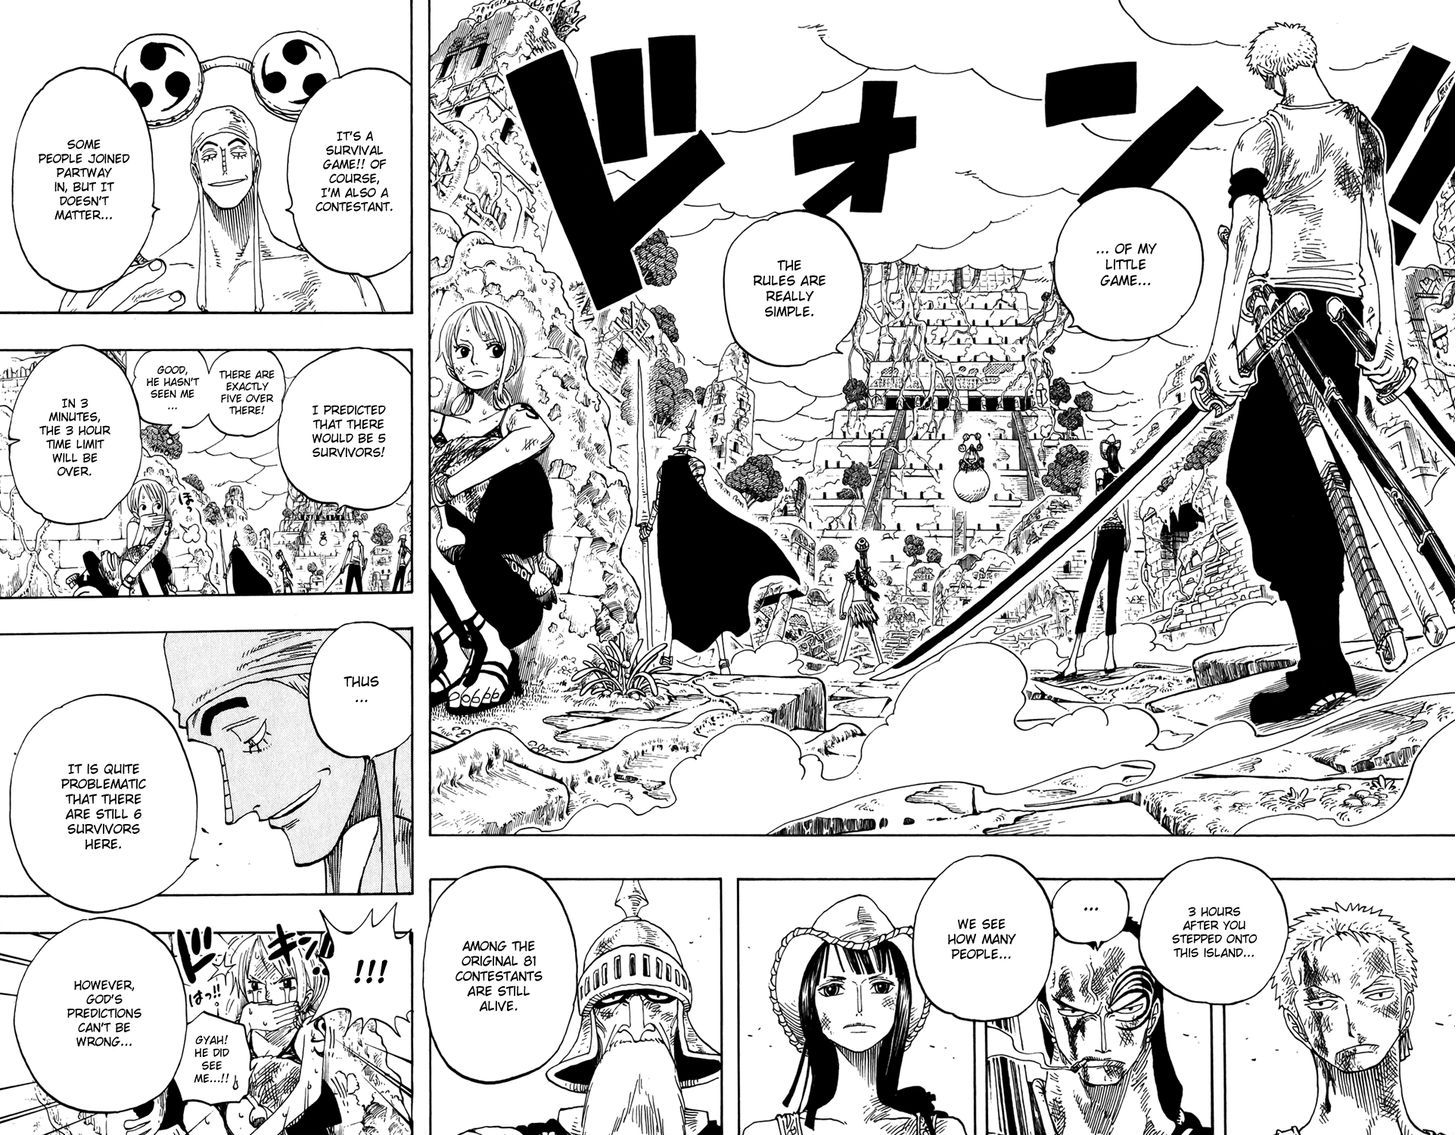 ドォン!!
... OF MY
LITTLE
GAME...
THE
RULES ARE
REALLY
SIMPLE.
3 HOURS
AFTER YOU
STEPPED ONTO
THIS ISLAND...
...
WE SEE
HOW MANY
PEOPLE...
AMONG THE
ORIGINAL 81
CONTESTANTS
ARE STILL
ALIVE.
IT'S A
SURVIVAL
GAME!! OF
COURSE,
I'M ALSO A
CONTESTANT.
SOME
PEOPLE JOINED
PARTWAY
IN, BUT IT
DOESN'T
MATTER...
I PREDICTED
THAT THERE
WOULD BE 5
SURVIVORS!
THERE ARE
EXACTLY
FIVE OVER
THERE!
GOOD,
HE HASN'T
SEEN ME
...
IN 3
MINUTES,
THE 3 HOUR
TIME LIMIT
WILL BE
OVER.
THUS
...
IT IS QUITE
PROBLEMATIC
THAT THERE
ARE STILL 6
SURVIVORS
HERE.
!!!
ドキン!!
はっ!!
GYAH!
HE DID
SEE
ME...!!
HOWEVER,
GOD'S
PREDICTIONS
CAN'T BE
WRONG...